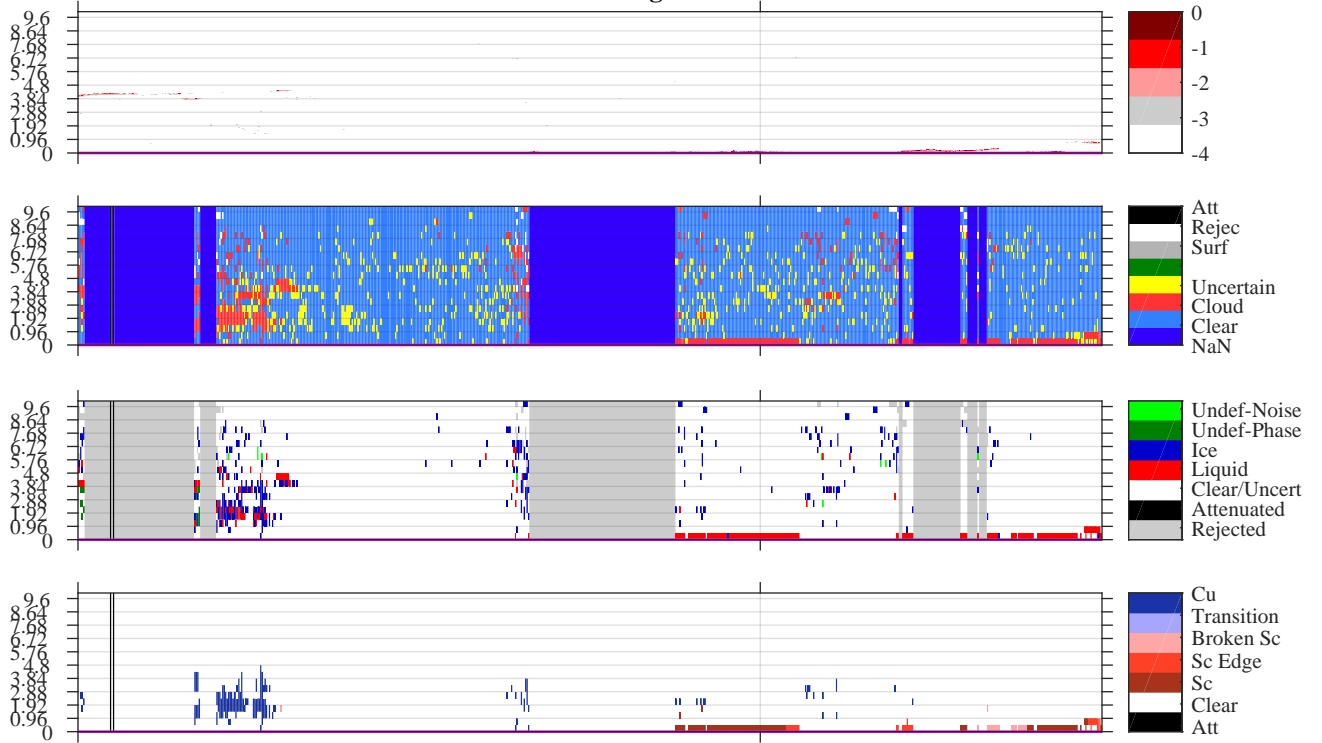 9.6
8.64
7.68
6.72
5.76
4.8
3.84
2.88
1.92
0.96
0
0
-1
-2
-3
-4
9.6
8.64
7.68
6.72
5.76
4.8
3.84
2.88
1.92
0.96
0
Att
Rejec
Surf
Uncertain
Cloud
Clear
NaN
9.6
8.64
7.68
6.72
5.76
4.8
3.84
2.88
1.92
0.96
0
Undef-Noise
Undef-Phase
Ice
Liquid
Clear/Uncert
Attenuated
Rejected
9.6
8.64
7.68
6.72
5.76
4.8
3.84
2.88
1.92
0.96
0
Cu
Transition
Broken Sc
Sc Edge
Sc
Clear
Att